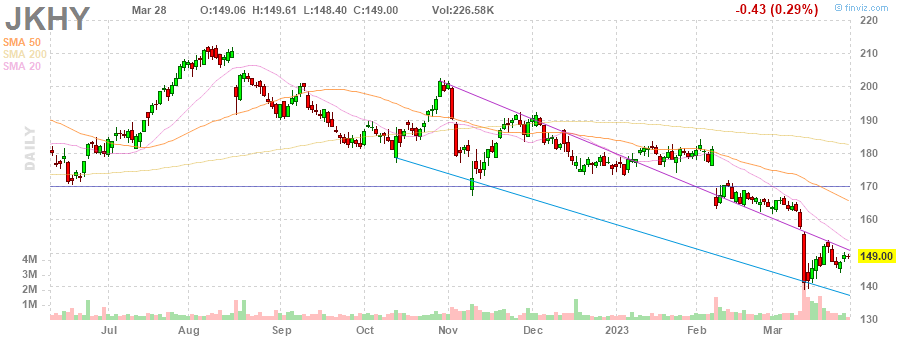 JKHY Mar 28 O:149.06 H:149.61 L:148.40 C:149.00 Vol:226.58K -0.43 (0.29%) © finviz.com
SMA 50
SMA 200
SMA 20
DAILY
220
210
200
190
180
170
160
149.00
140
130
4M
3M
2M
1M
Jul Aug Sep Oct Nov Dec 2023 Feb Mar